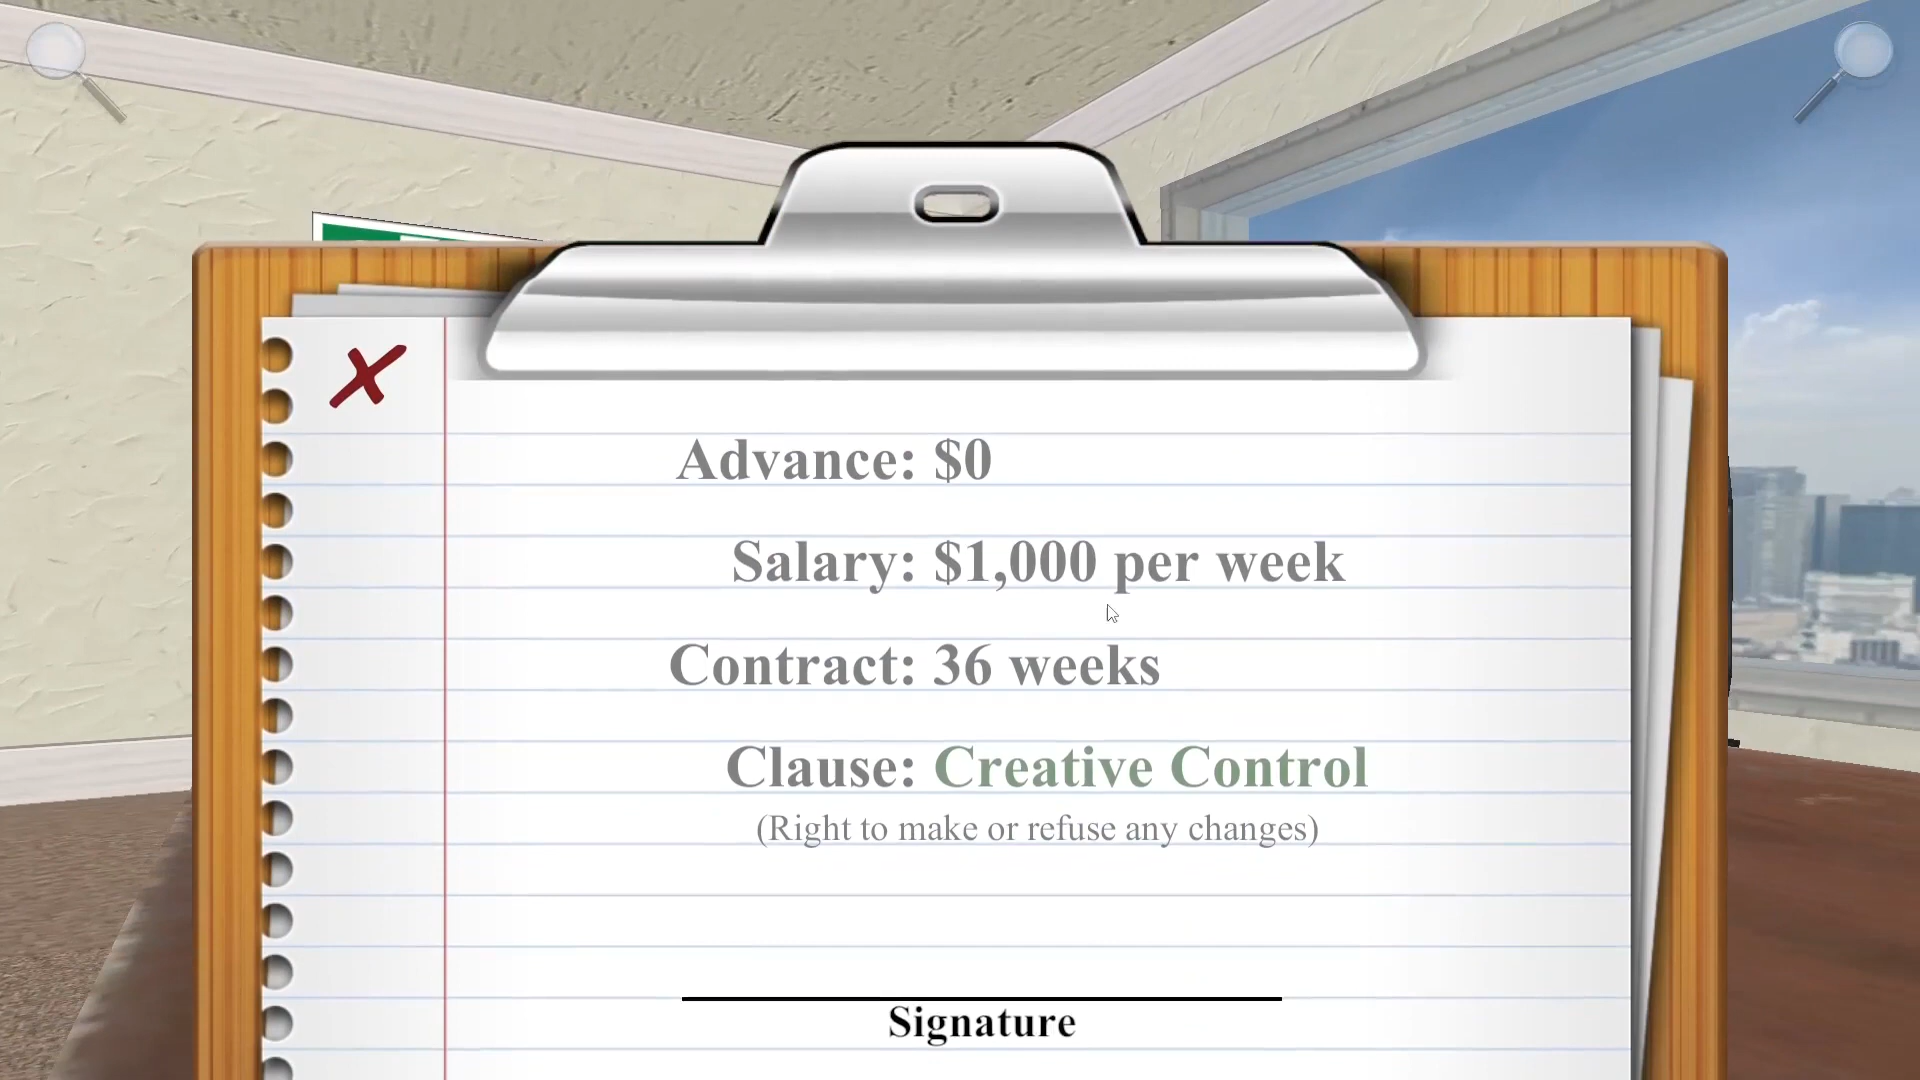 Advance: $0
Salary: $1,000 per week
Contract: 36 weeks
Clause: Creative Control
(Right to make or refuse any changes)
Signature